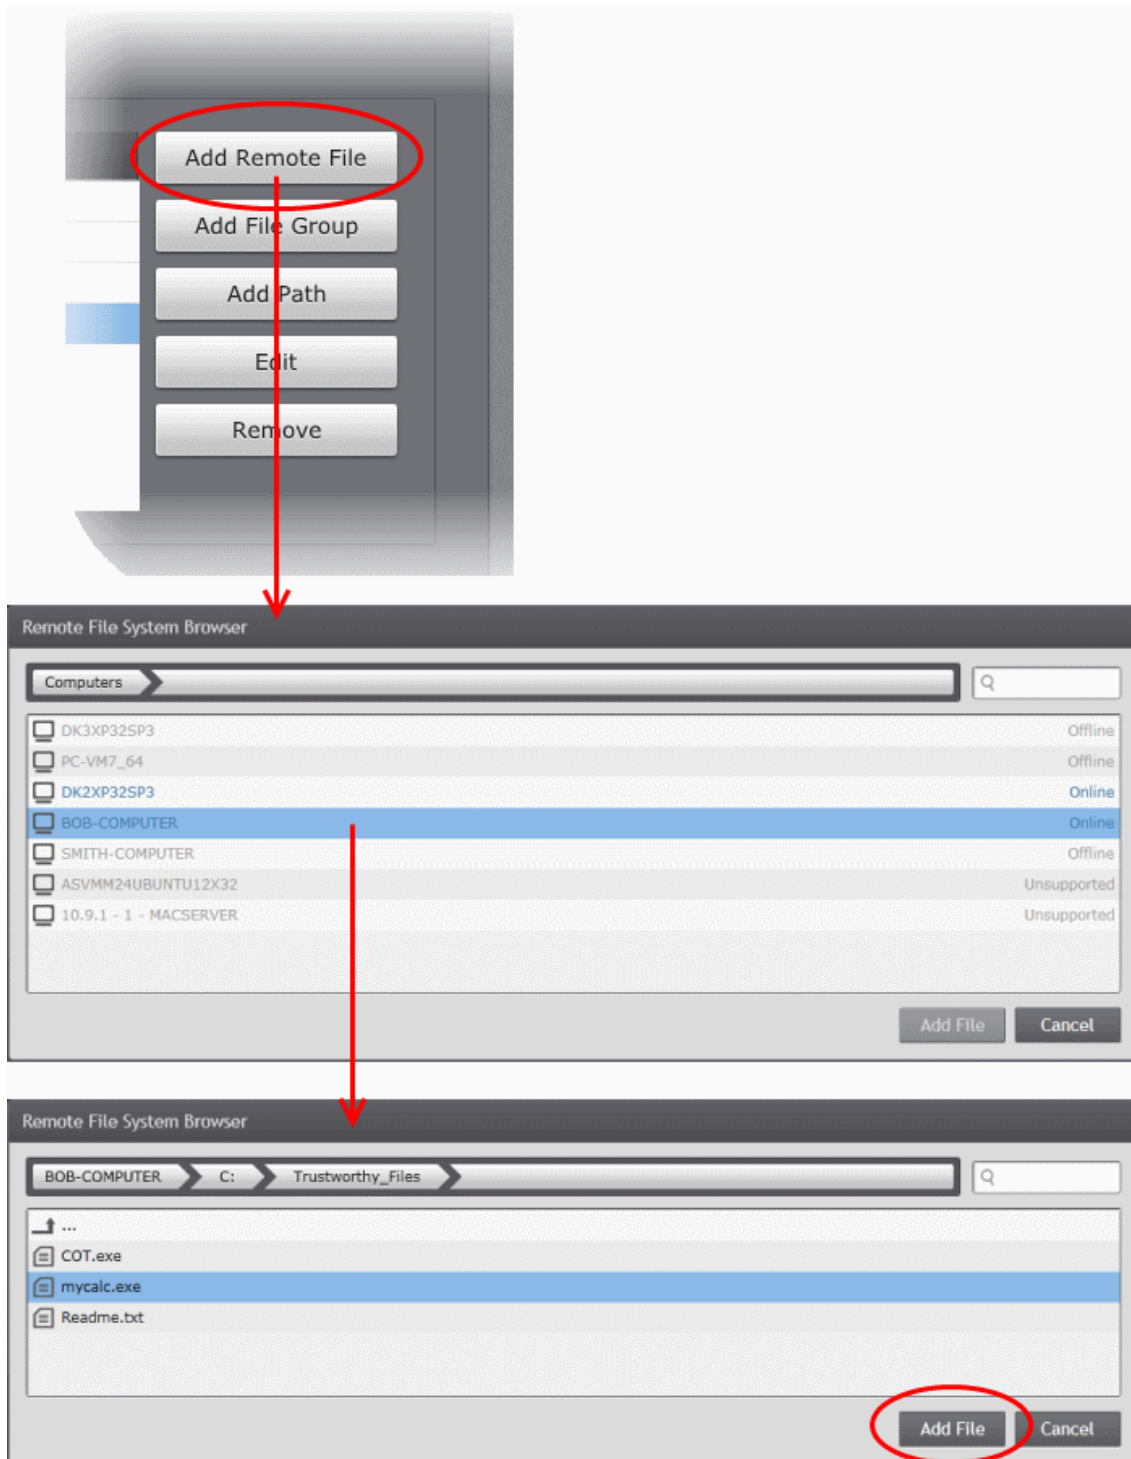 Add Remote File
Add File Group
Add Path
Edit
Remove
Remote File System Browser
Computers
DK3XP32SP3 Offline
PC-VM7_64 Offline
DK2XP32SP3 Online
BOB-COMPUTER Online
SMITH-COMPUTER Offline
ASVMM24UBUNTU12X32 Unsupported
10.9.1 - 1 - MACSERVER Unsupported
Add File Cancel
Remote File System Browser
BOB-COMPUTER C: Trustworthy_Files
...
COT.exe
mycalc.exe
Readme.txt
Add File Cancel